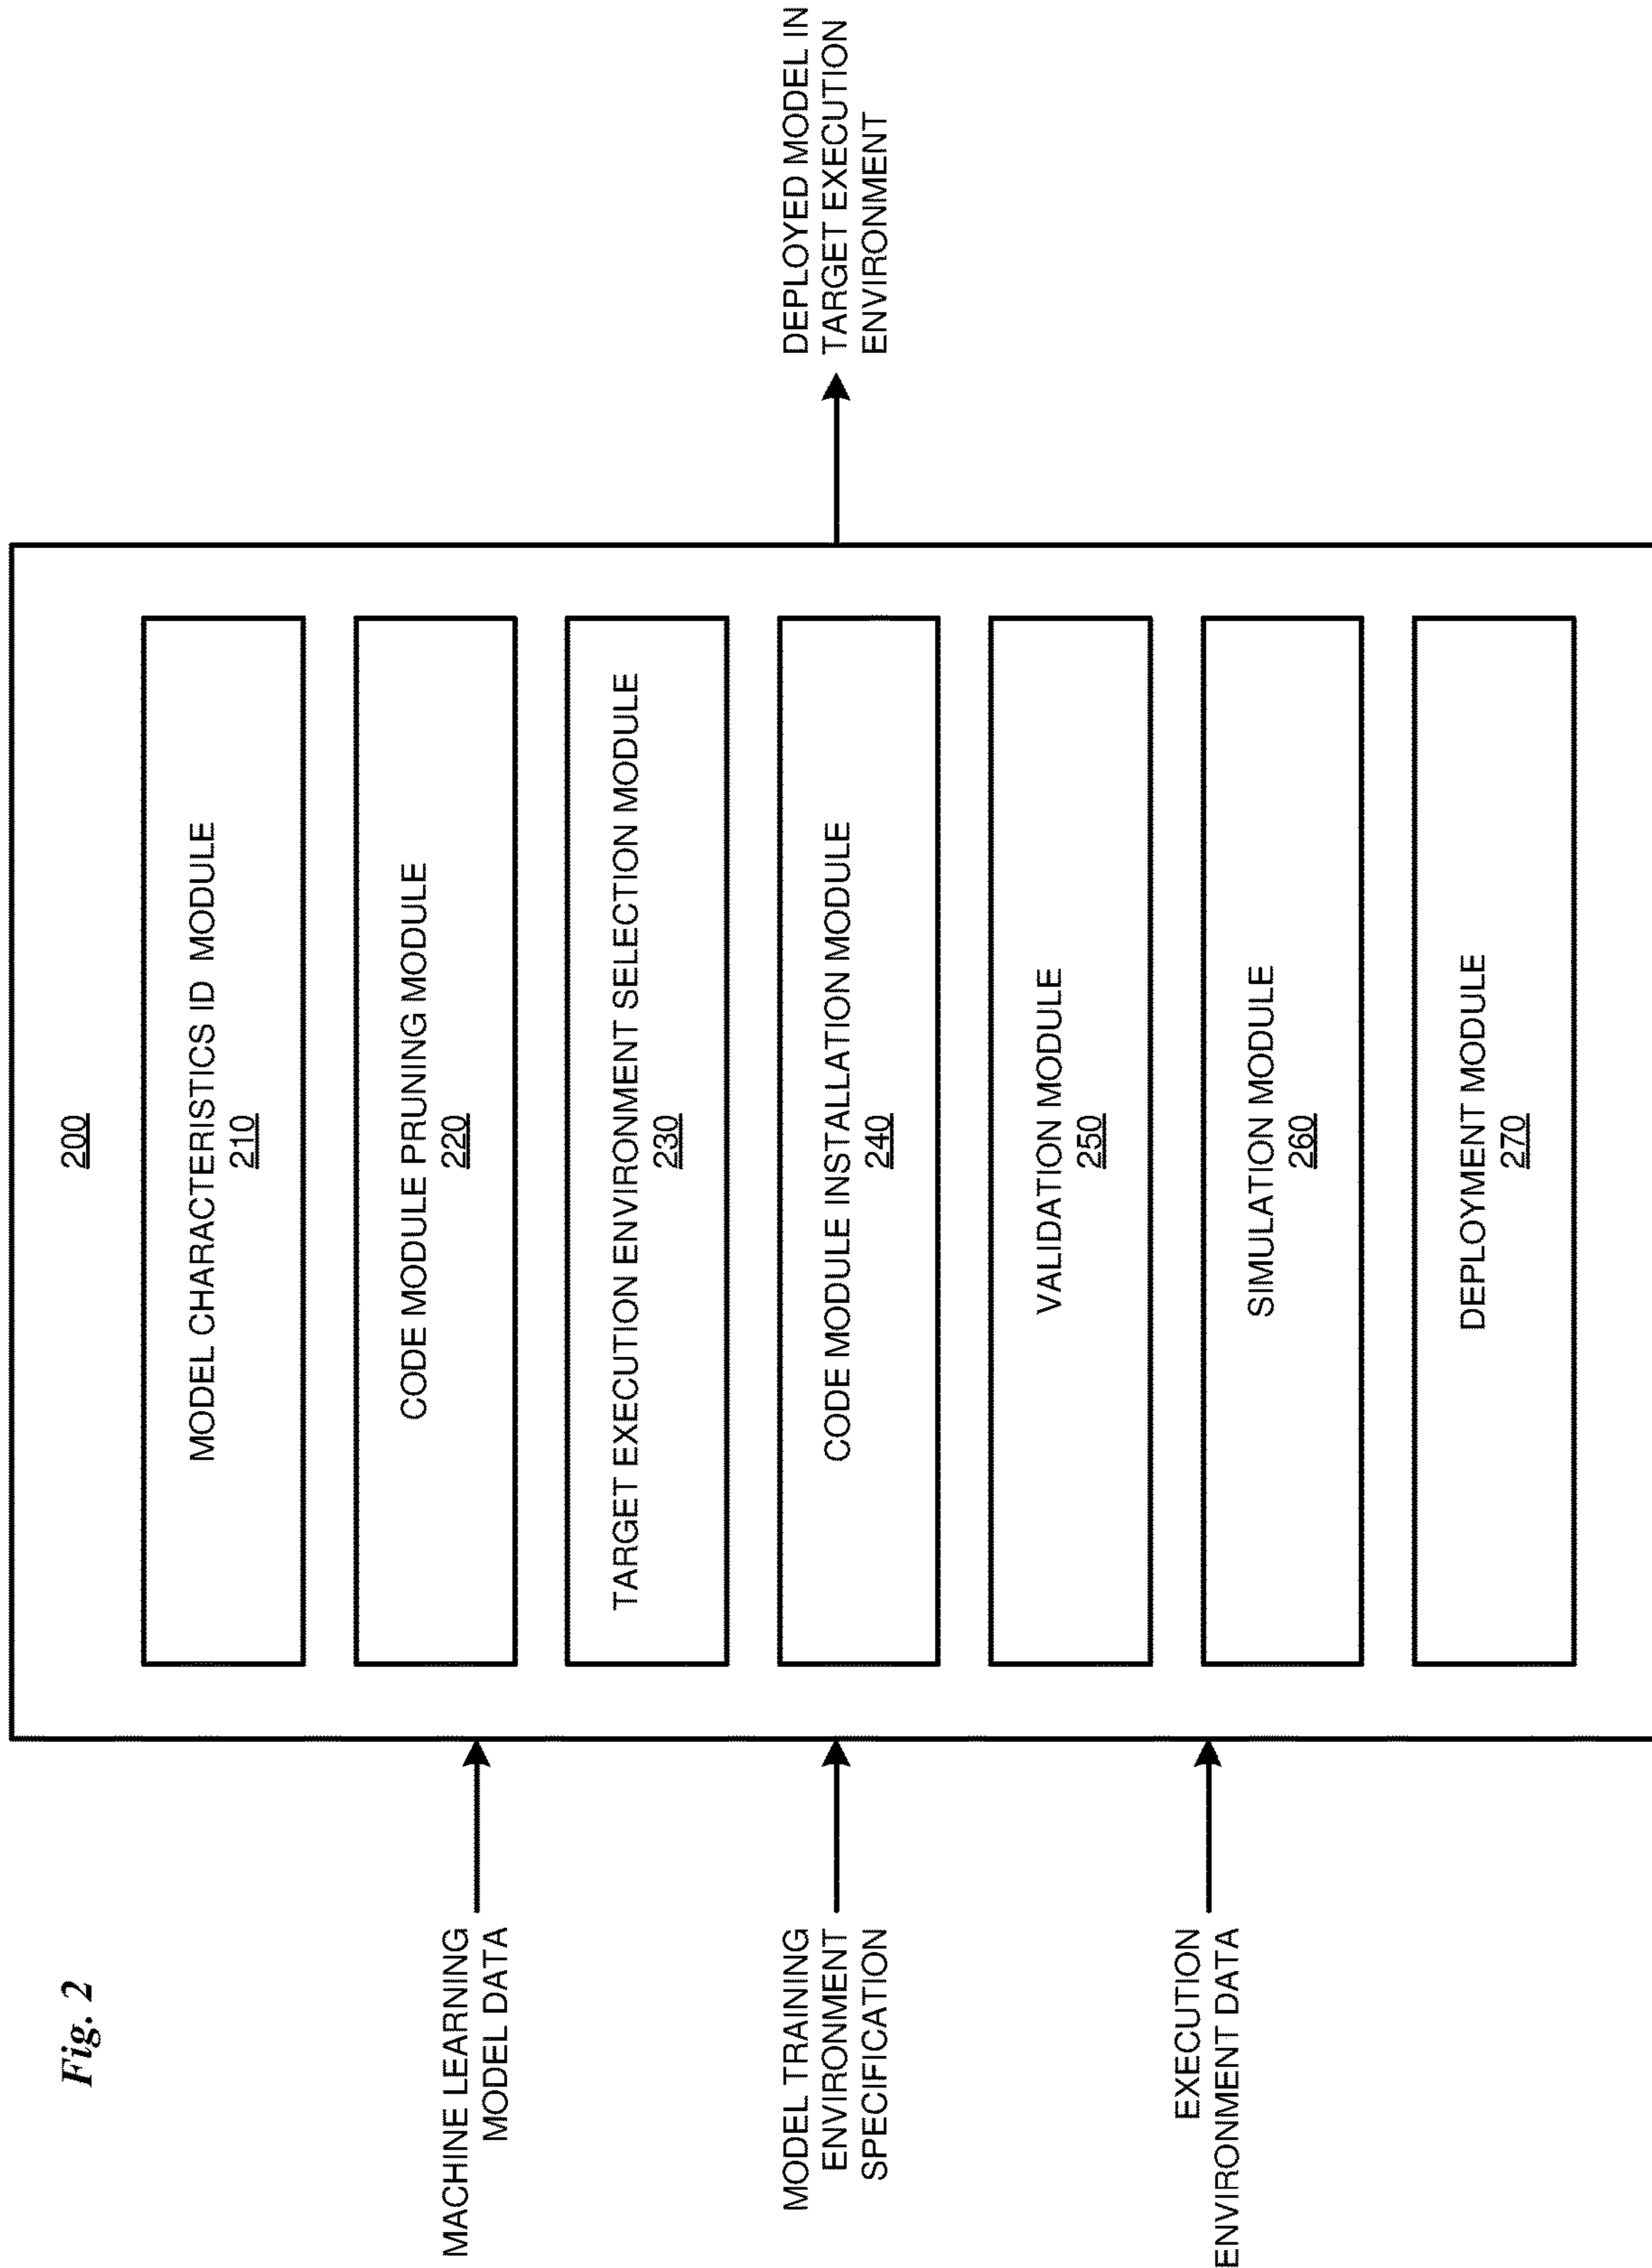 Fig. 2
200
MACHINE LEARNING
MODEL DATA
MODEL TRAINING
ENVIRONMENT
SPECIFICATION
EXECUTION
ENVIRONMENT DATA
MODEL CHARACTERISTICS ID MODULE
210
CODE MODULE PRUNING MODULE
220
TARGET EXECUTION ENVIRONMENT SELECTION MODULE
230
CODE MODULE INSTALLATION MODULE
240
VALIDATION MODULE
250
SIMULATION MODULE
260
DEPLOYMENT MODULE
270
DEPLOYED MODEL IN
TARGET EXECUTION
ENVIRONMENT